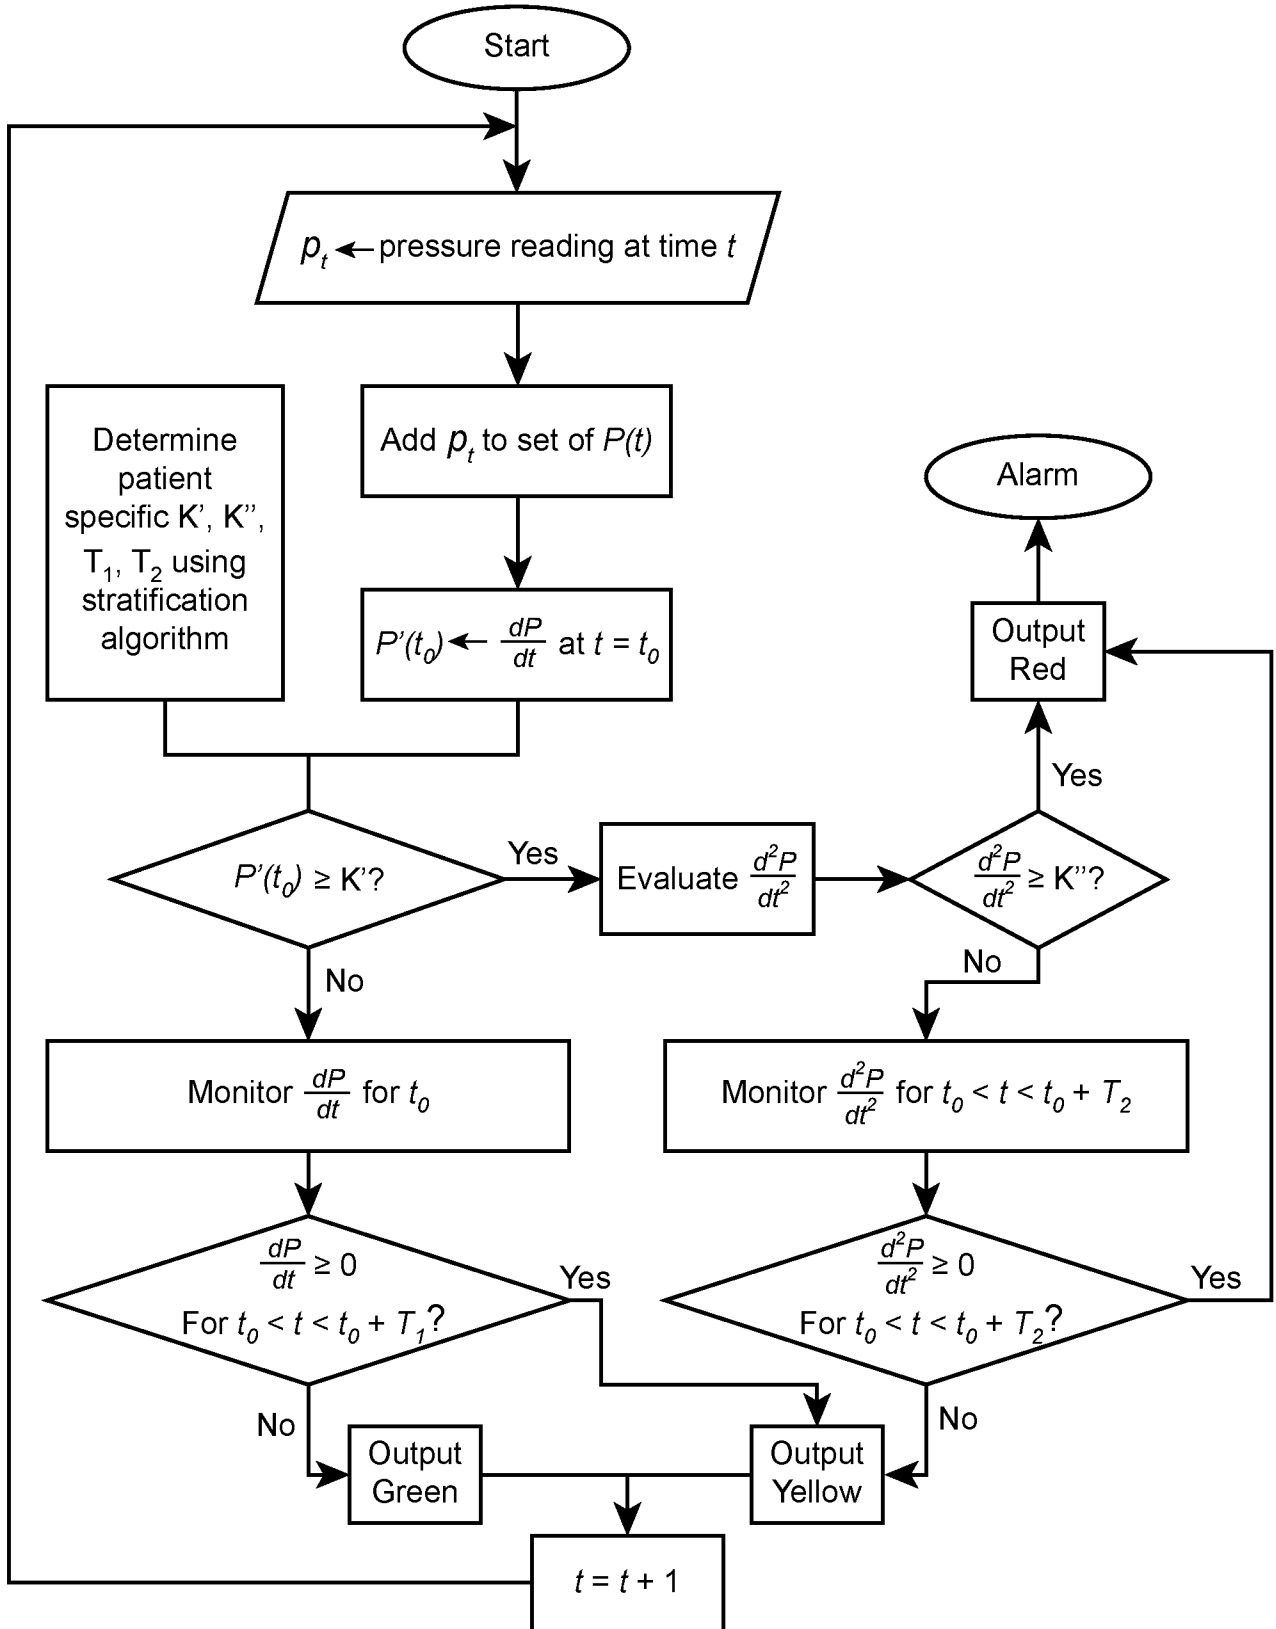 Start
pₜ ← pressure reading at time t
Add pₜ to set of P(t)
P’(t₀) ← dP/dt at t = t₀
Determine
patient
specific K’, K’’,
T₁, T₂ using
stratification
algorithm
Alarm
Output
Red
Yes
P’(t₀) ≥ K’?
Yes
Evaluate d²P/dt²
d²P/dt² ≥ K’’?
No
No
Monitor dP/dt for t₀
Monitor d²P/dt² for t₀ < t < t₀ + T₂
dP/dt ≥ 0
For t₀ < t < t₀ + T₁?
Yes
d²P/dt² ≥ 0
For t₀ < t < t₀ + T₂?
Yes
No
Output
Green
Output
Yellow
No
t = t + 1